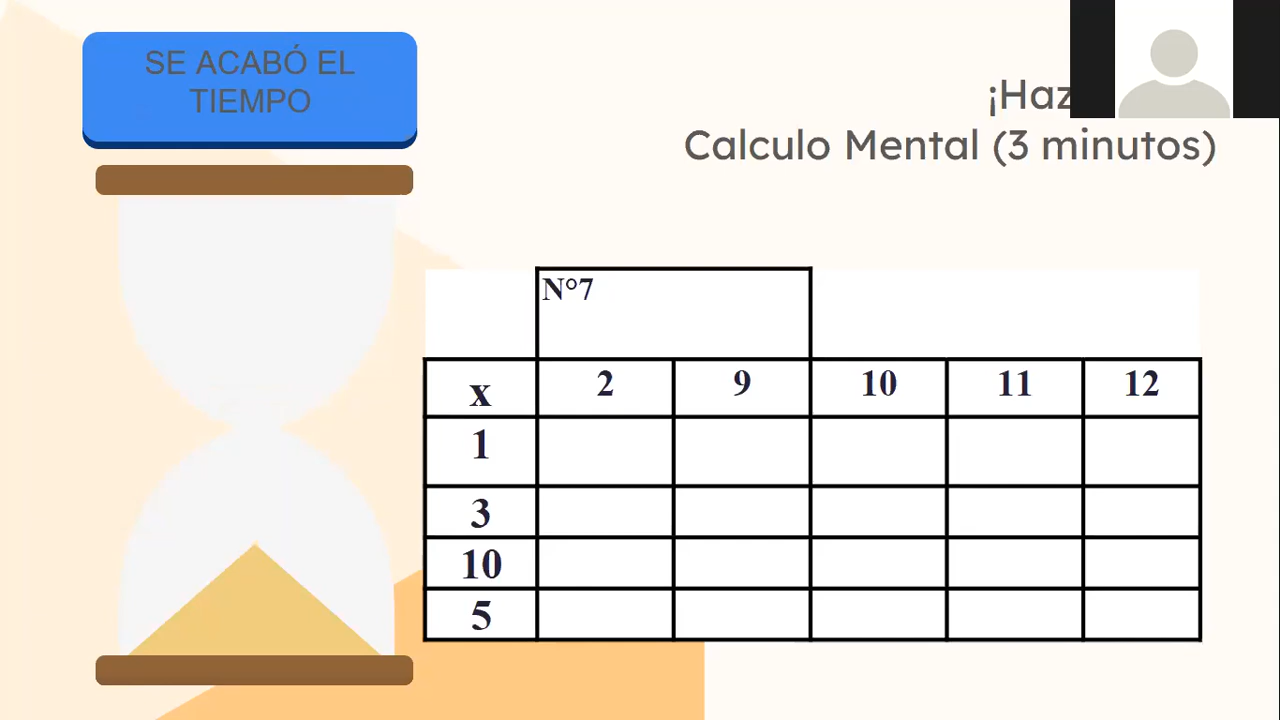 SE ACABÓ EL
TIEMPO
¡Haz
Calculo Mental (3 minutos)
N°7
x 2 9 10 11 12
1
3
10
5